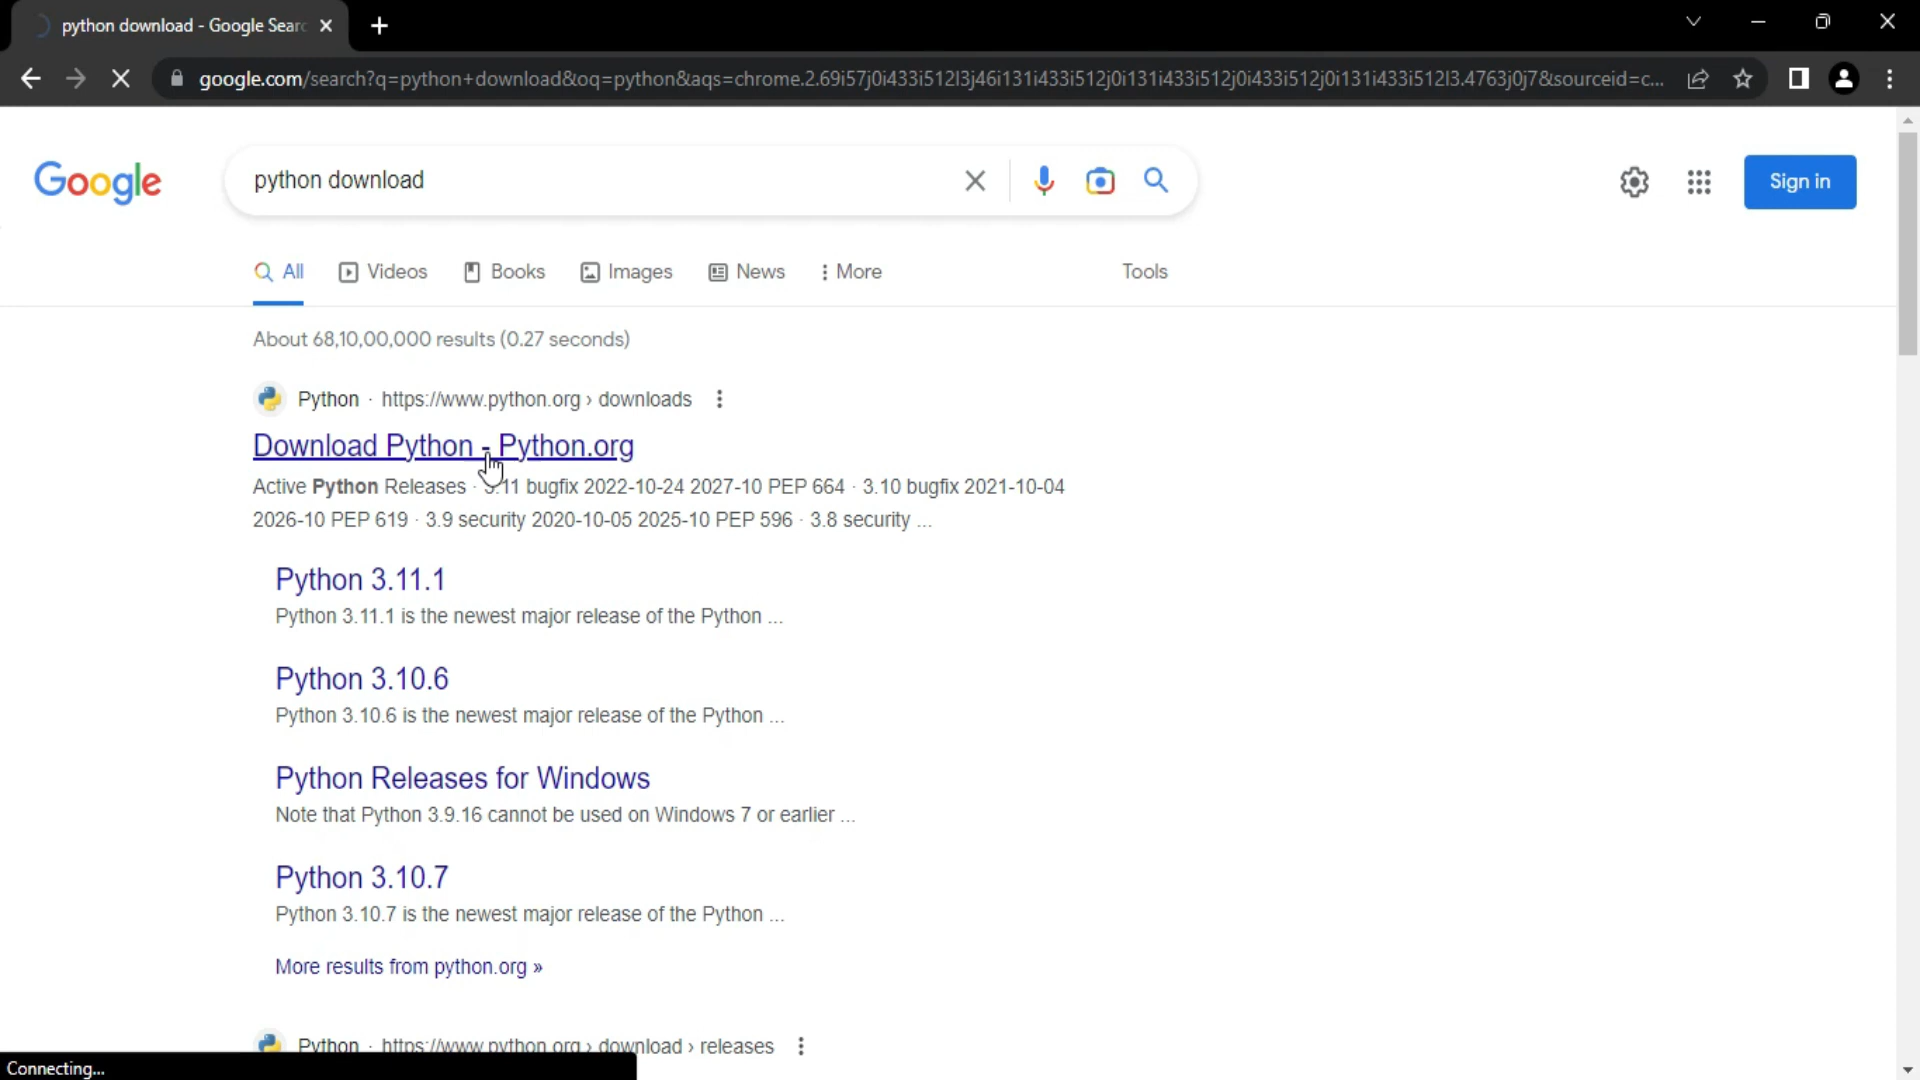 python download - Google Sear
google.com/search?q=python+download&oq=python&aqs=chrome.2.69i57j0i433i512l3j46i131i433i512j0i131i433i512j0i433i512j0i131i433i512l3.4763j0j7&sourceid=c...
Google
python download
Sign in
All Videos Books Images News More Tools
About 68,10,00,000 results (0.27 seconds)
Python · https://www.python.org › downloads
Download Python - Python.org
Active Python Releases · 3.11 bugfix 2022-10-24 2027-10 PEP 664 · 3.10 bugfix 2021-10-04
2026-10 PEP 619 · 3.9 security 2020-10-05 2025-10 PEP 596 · 3.8 security ...
Python 3.11.1
Python 3.11.1 is the newest major release of the Python ...
Python 3.10.6
Python 3.10.6 is the newest major release of the Python ...
Python Releases for Windows
Note that Python 3.9.16 cannot be used on Windows 7 or earlier ...
Python 3.10.7
Python 3.10.7 is the newest major release of the Python ...
More results from python.org »
Python · https://www.python.org › download › releases
Connecting...